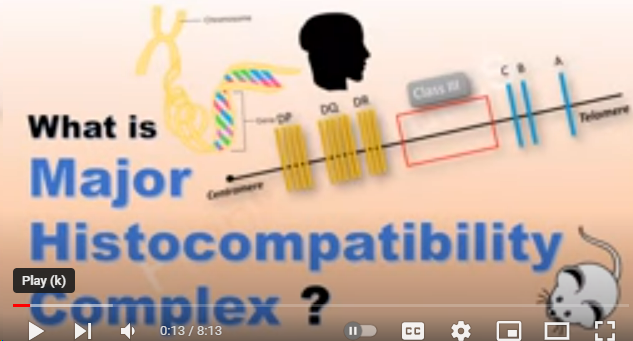 Chromosome
C B A
Class III
Telomere
DP DQ DR
Gene
What is
Centromere
Major
Histocompatibility
Play (k)
Complex ?
0:13 / 8:13
CC